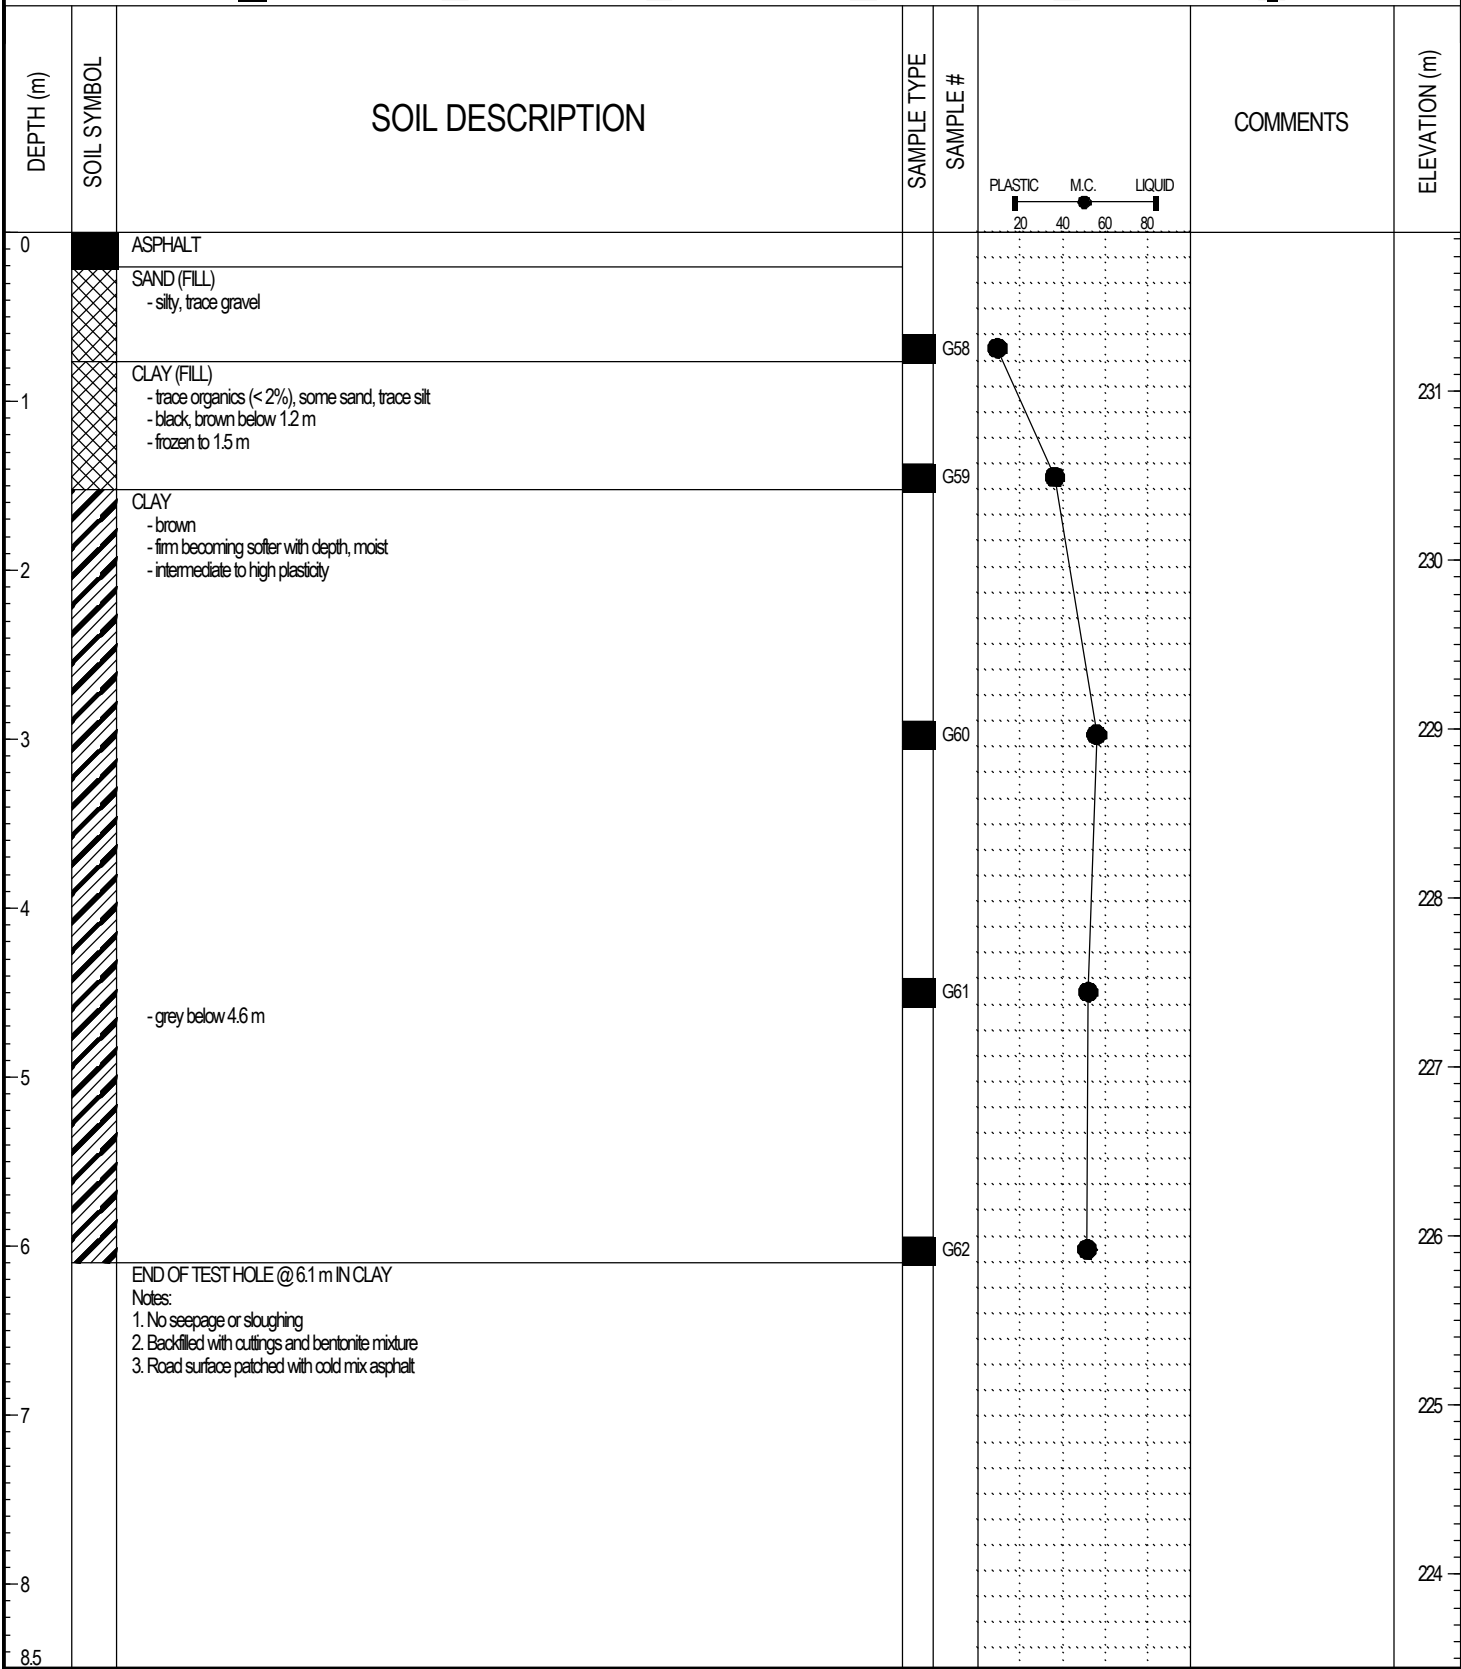 DEPTH (m)
SOIL SYMBOL
SOIL DESCRIPTION
SAMPLE TYPE
SAMPLE #
COMMENTS
ELEVATION (m)
PLASTIC M.C. LIQUID
20 40 60 80
0
ASPHALT
SAND (FILL)
- silty, trace gravel
G58
CLAY (FILL)
1
- trace organics (< 2%), some sand, trace silt
231
- black, brown below 1.2 m
- frozen to 1.5 m
G59
CLAY
- brown
- firm becoming softer with depth, moist
2
- intermediate to high plasticity
230
3
G60
229
4
228
G61
- grey below 4.6 m
5
227
6
G62
226
END OF TEST HOLE @ 6.1 m IN CLAY
Notes:
1. No seepage or sloughing
2. Backfilled with cuttings and bentonite mixture
3. Road surface patched with cold mix asphalt
7
225
8
224
8.5